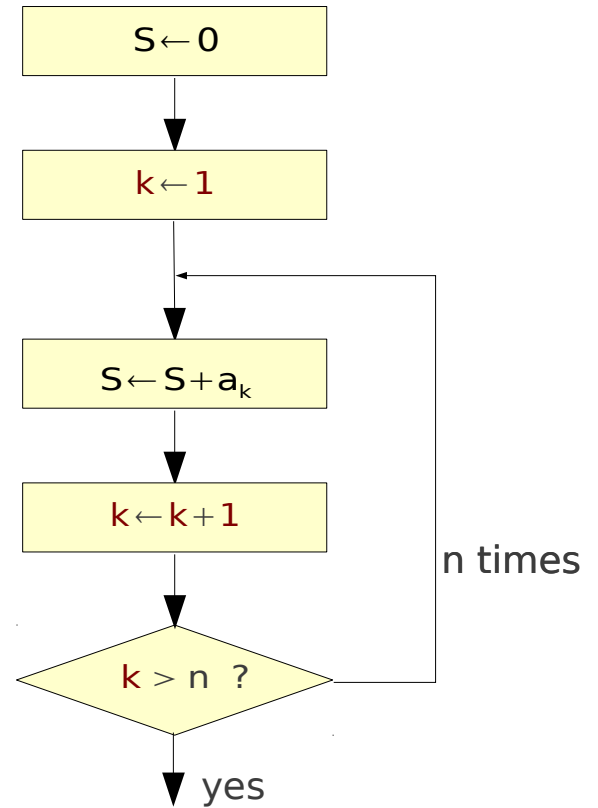 S←0
k←1
S←S+aₖ
k←k+1
n times
k > n ?
yes